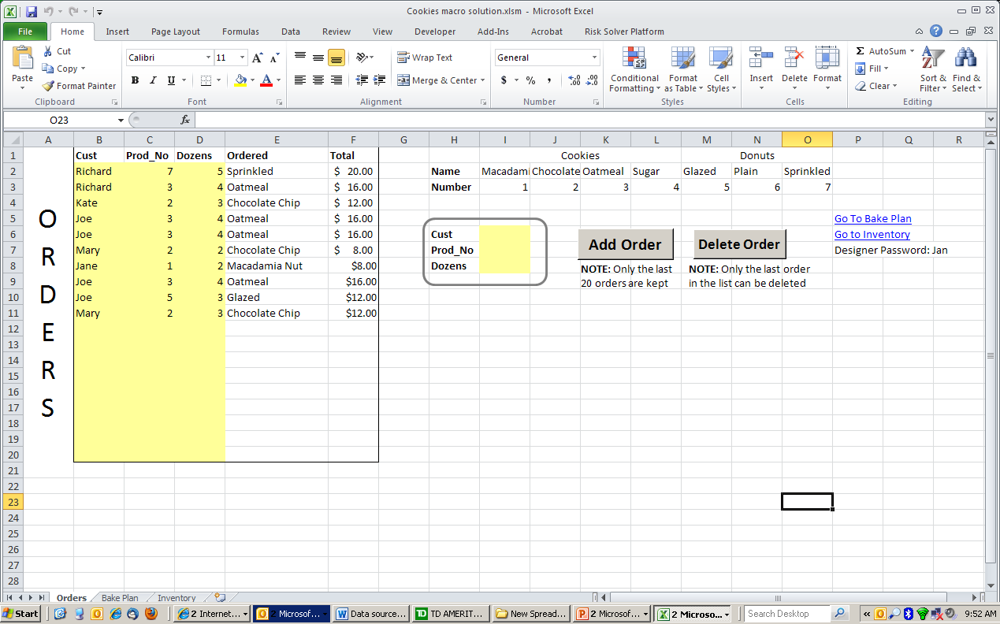 Cookies macro solution.xlsm - Microsoft Excel
File Home Insert Page Layout Formulas Data Review View Developer Add-Ins Acrobat Risk Solver Platform
Paste
Cut
Copy
Format Painter
Clipboard
Calibri 11
B I U
Font
Wrap Text
Merge & Center
Alignment
General
$ % ,
Number
Conditional Formatting
Format as Table
Cell Styles
Styles
Insert Delete Format
Cells
AutoSum
Fill
Clear
Sort & Filter
Find & Select
Editing
O23 fx
A B C D E F G H I J K L M N O P Q R
1 Cust Prod_No Dozens Ordered Total Cookies Donuts
2 Richard 7 5 Sprinkled $ 20.00 Name Macadami Chocolate Oatmeal Sugar Glazed Plain Sprinkled
3 Richard 3 4 Oatmeal $ 16.00 Number 1 2 3 4 5 6 7
4 Kate 2 3 Chocolate Chip $ 12.00
5 Joe 3 4 Oatmeal $ 16.00 Go To Bake Plan
6 Joe 3 4 Oatmeal $ 16.00 Cust Go to Inventory
7 Mary 2 2 Chocolate Chip $ 8.00 Prod_No Add Order Delete Order Designer Password: Jan
8 Jane 1 2 Macadamia Nut $8.00 Dozens NOTE: Only the last NOTE: Only the last order
9 Joe 3 4 Oatmeal $16.00 20 orders are kept in the list can be deleted
10 Joe 5 3 Glazed $12.00
11 Mary 2 3 Chocolate Chip $12.00
12
13
14
15
16
17
18
19
20
21
22
23
24
25
26
27
28
O
R
D
E
R
S
Orders Bake Plan Inventory
Start 2 Internet... 2 Microsof... Data source... TD AMERIT... New Spread... 2 Microsof... 2 Microso... Search Desktop « 9:52 AM